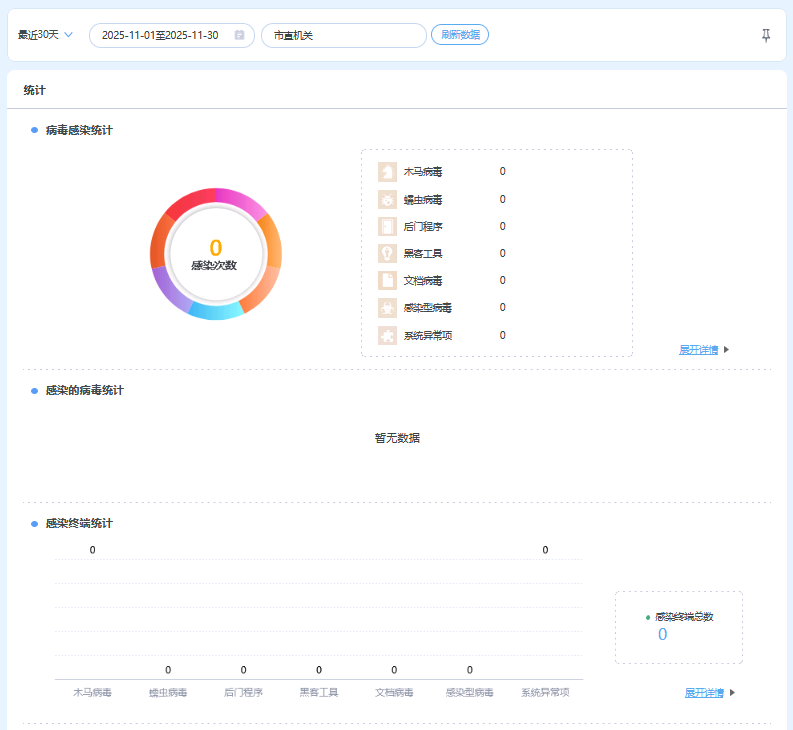 最近30天 2025-11-01至2025-11-30 市直机关 刷新数据
统计
病毒感染统计
0
感染次数
木马病毒 0
蠕虫病毒 0
后门程序 0
黑客工具 0
文档病毒 0
感染型病毒 0
系统异常项 0
展开详情
感染的病毒统计
暂无数据
感染终端统计
0 0
0 0 0 0 0
木马病毒 蠕虫病毒 后门程序 黑客工具 文档病毒 感染型病毒 系统异常项
感染终端总数
0
展开详情